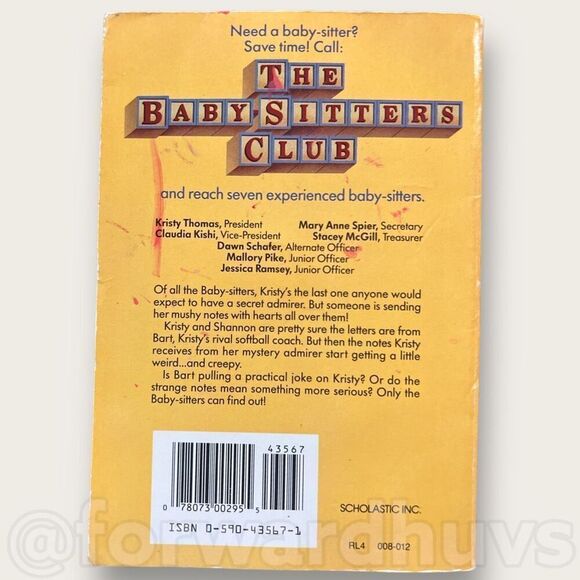 Need a baby-sitter?
Save time! Call:
THE
BABY-SITTERS
CLUB
and reach seven experienced baby-sitters.
Kristy Thomas, President Mary Anne Spier, Secretary
Claudia Kishi, Vice-President Stacey McGill, Treasurer
Dawn Schafer, Alternate Officer
Mallory Pike, Junior Officer
Jessica Ramsey, Junior Officer
Of all the Baby-sitters, Kristy's the last one anyone would
expect to have a secret admirer. But someone is sending
her mushy notes with hearts all over them!
Kristy and Shannon are pretty sure the letters are from
Bart, Kristy's rival softball coach. But then the notes Kristy
receives from her mystery admirer start getting a little
weird...and creepy.
Is Bart pulling a practical joke on Kristy? Or do the
strange notes mean something more serious? Only the
Baby-sitters can find out!
43567
0 78073 00295 5
ISBN 0-590-43567-1
SCHOLASTIC INC.
RL4 008-012
@forwardhuvs